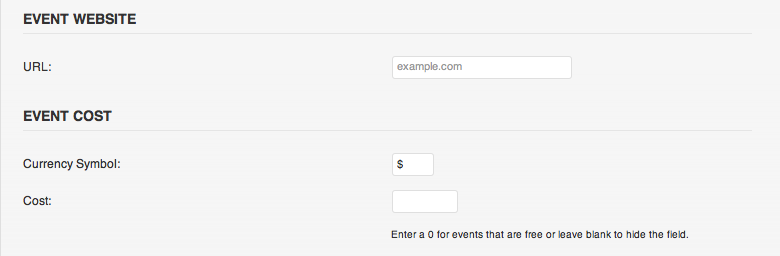 EVENT WEBSITE
URL: example.com
EVENT COST
Currency Symbol: $
Cost:
Enter a 0 for events that are free or leave blank to hide the field.